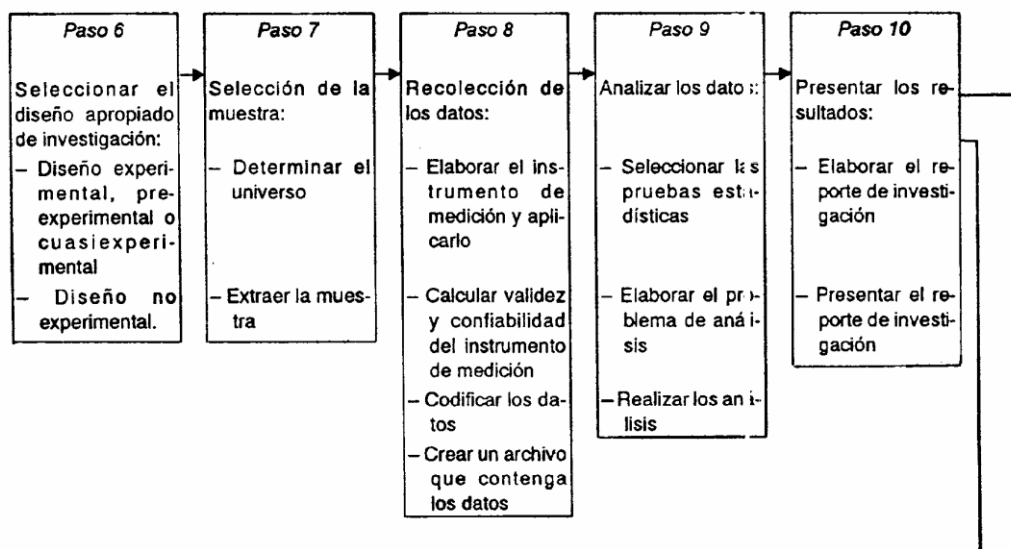 Paso 6
Seleccionar el
diseño apropiado
de investigación:
– Diseño experi-
mental, pre-
experimental o
cuasiexperi-
mental
– Diseño no
experimental.
Paso 7
Selección de la
muestra:
– Determinar el
universo
– Extraer la mues-
tra
Paso 8
Recolección de
los datos:
– Elaborar el ins-
trumento de
medición y apli-
carlo
– Calcular validez
y confiabilidad
del instrumento
de medición
– Codificar los da-
tos
– Crear un archivo
que contenga
los datos
Paso 9
Analizar los datos:
– Seleccionar las
pruebas esta-
dísticas
– Elaborar el pro-
blema de análi-
sis
– Realizar los aná-
lisis
Paso 10
Presentar los re-
sultados:
– Elaborar el re-
porte de investi-
gación
– Presentar el re-
porte de investi-
gación